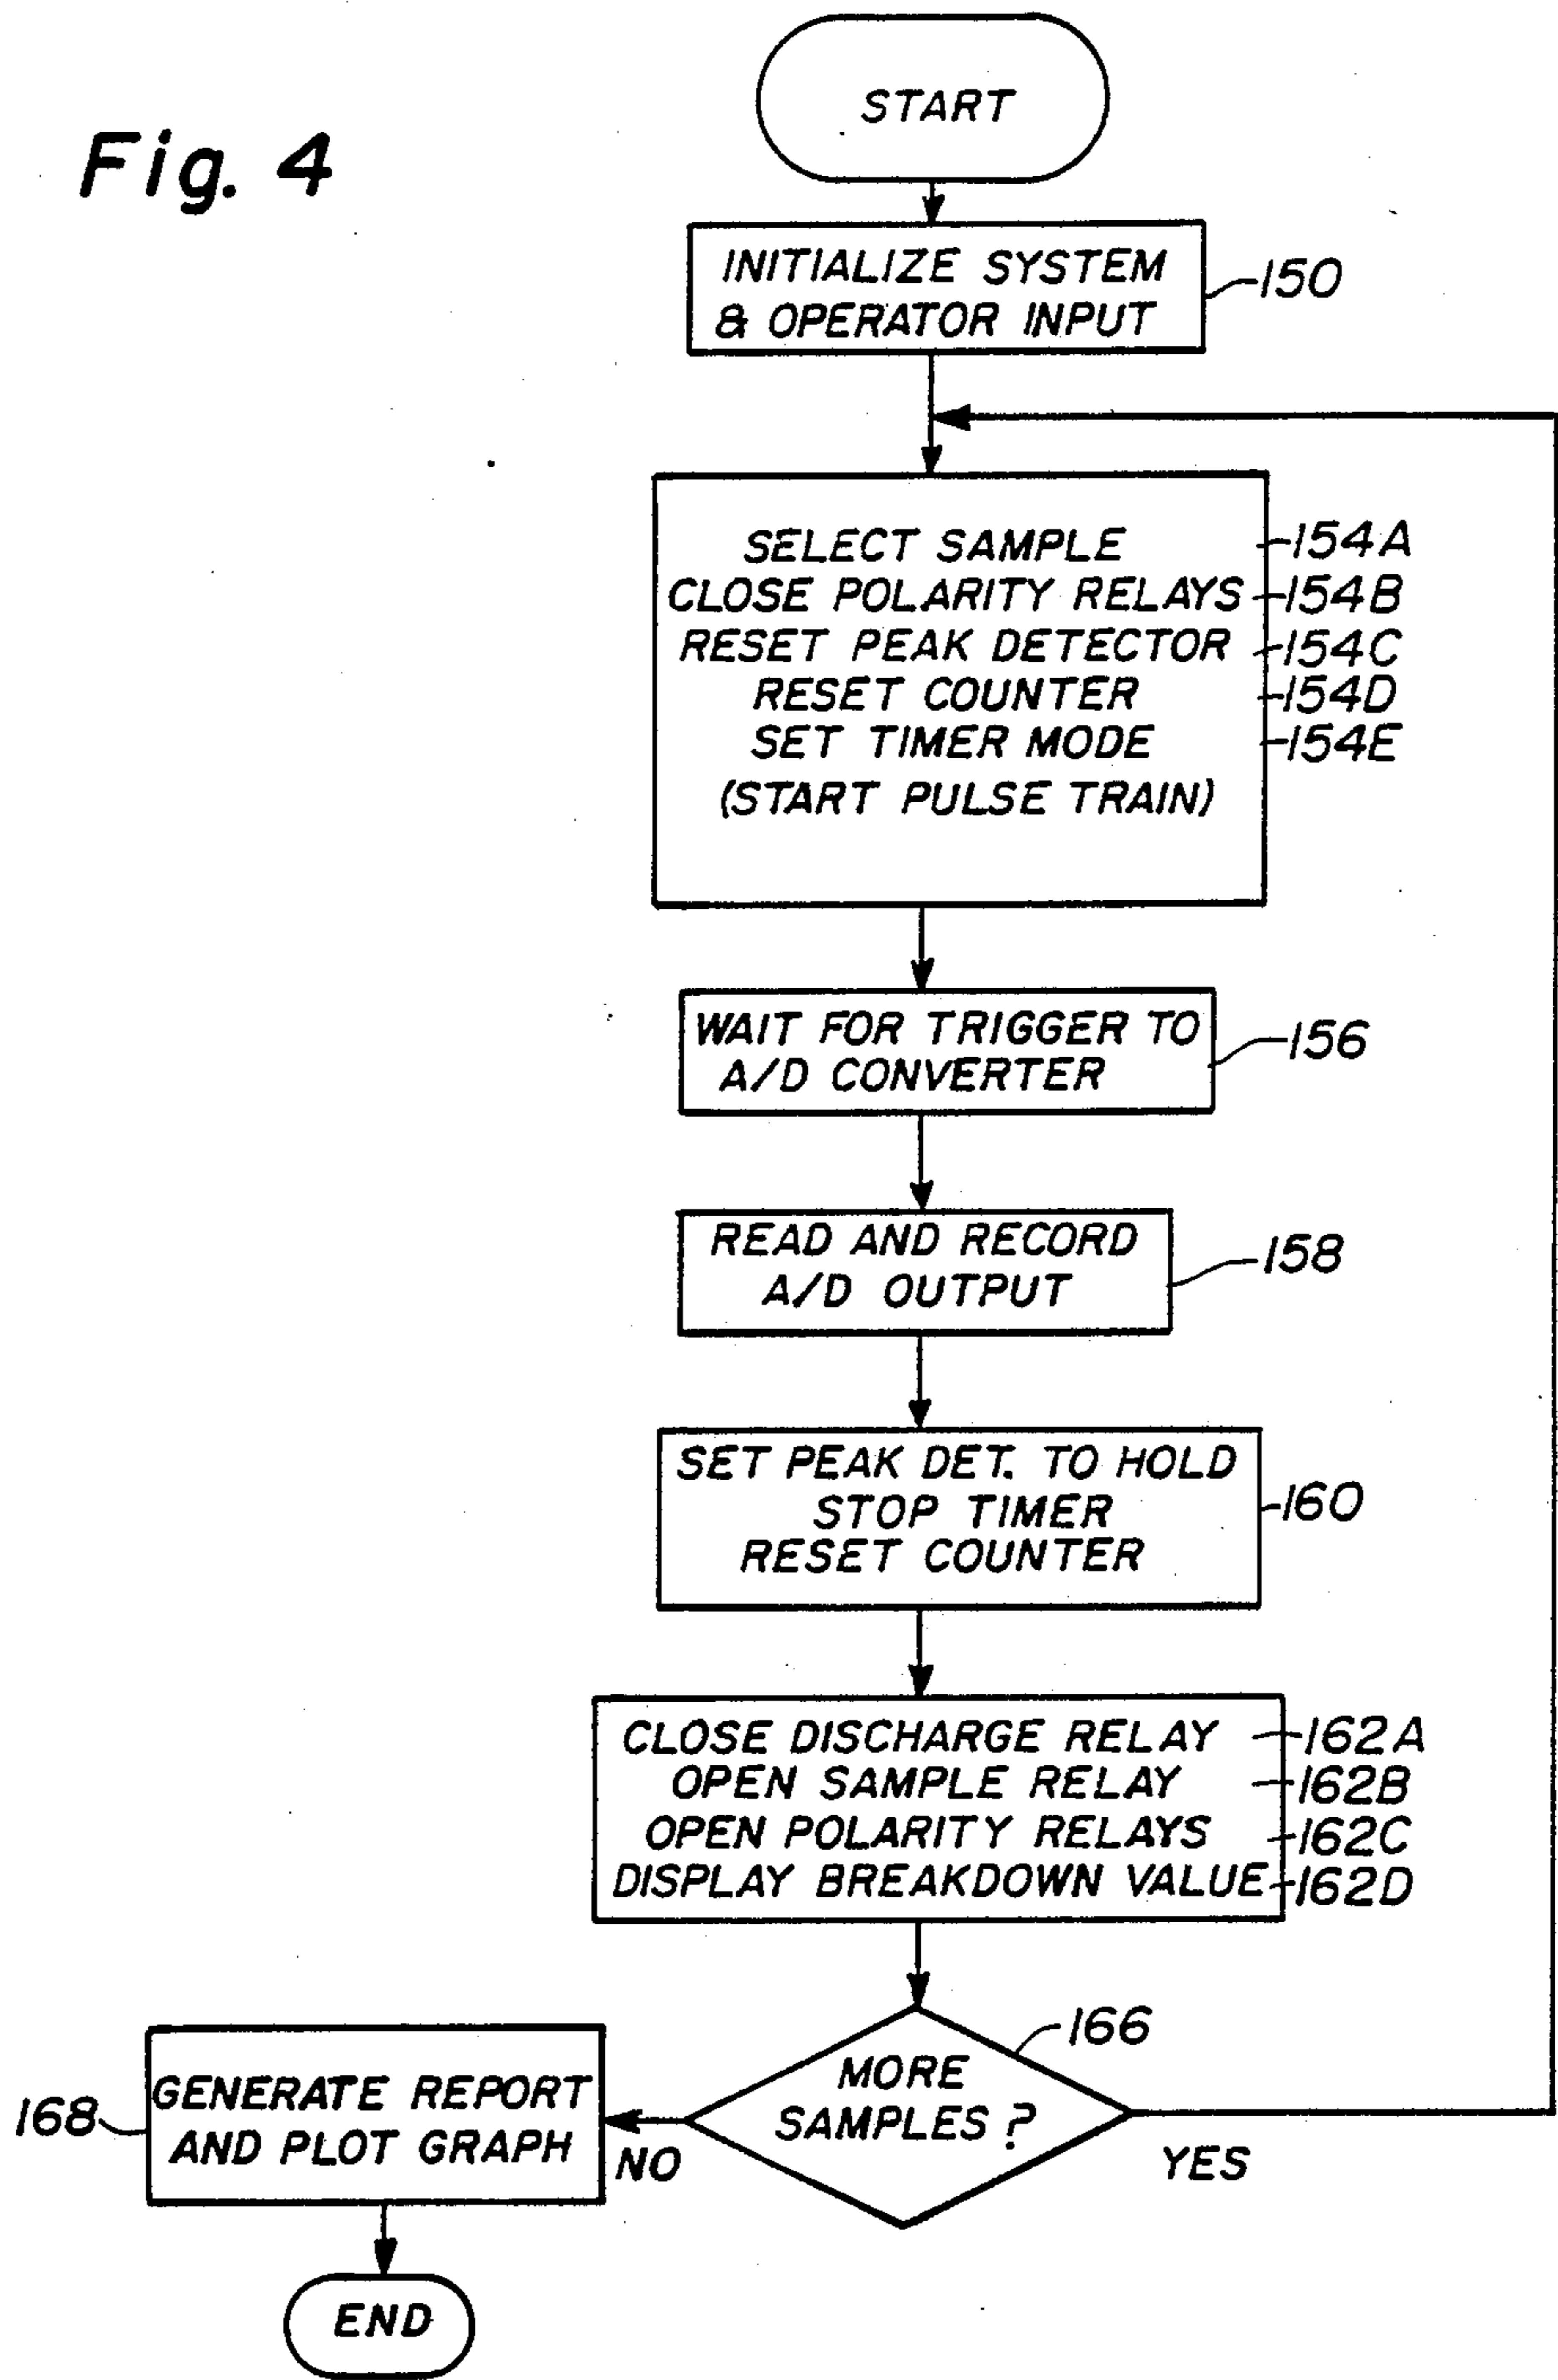 Fig. 4
START
INITIALIZE SYSTEM
& OPERATOR INPUT
150
SELECT SAMPLE 154A
CLOSE POLARITY RELAYS 154B
RESET PEAK DETECTOR 154C
RESET COUNTER 154D
SET TIMER MODE 154E
(START PULSE TRAIN)
WAIT FOR TRIGGER TO
A/D CONVERTER
156
READ AND RECORD
A/D OUTPUT
158
SET PEAK DET. TO HOLD
STOP TIMER
RESET COUNTER
160
CLOSE DISCHARGE RELAY 162A
OPEN SAMPLE RELAY 162B
OPEN POLARITY RELAYS 162C
DISPLAY BREAKDOWN VALUE 162D
166
MORE
SAMPLES?
YES
NO
168
GENERATE REPORT
AND PLOT GRAPH
END